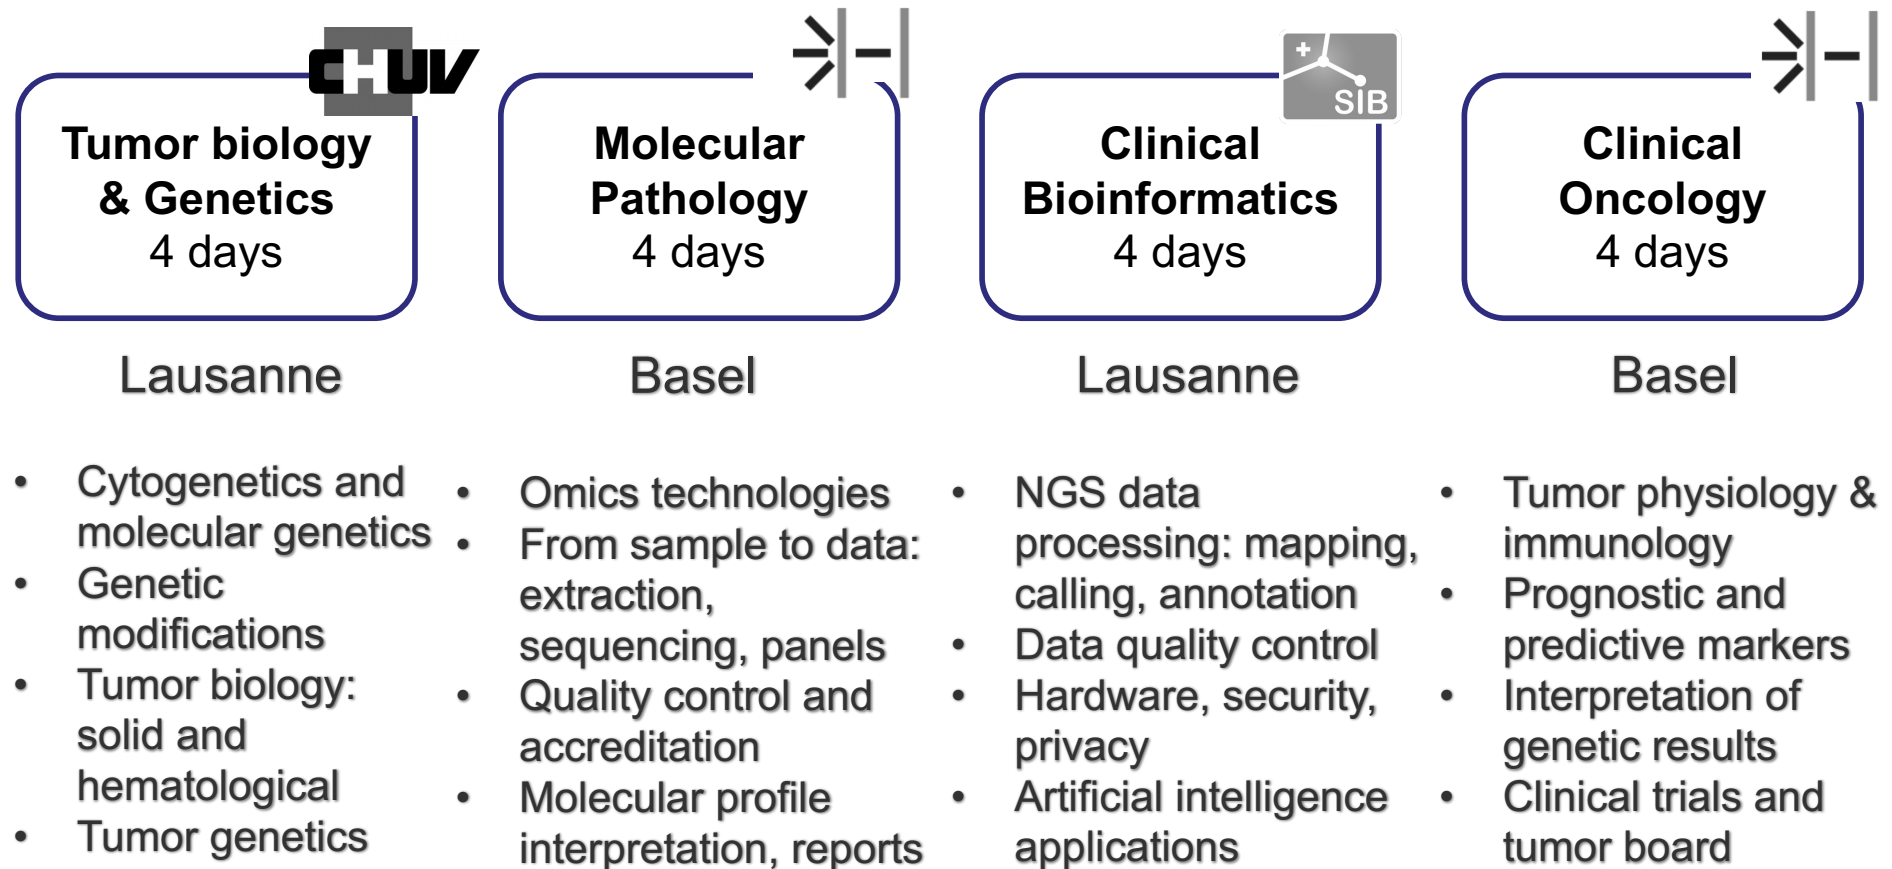 CHUV
Tumor biology
& Genetics
4 days
Lausanne
• Cytogenetics and
molecular genetics
• Genetic
modifications
• Tumor biology:
solid and
hematological
• Tumor genetics
Molecular
Pathology
4 days
Basel
• Omics technologies
• From sample to data:
extraction,
sequencing, panels
• Quality control and
accreditation
• Molecular profile
interpretation, reports
SIB
Clinical
Bioinformatics
4 days
Lausanne
• NGS data
processing: mapping,
calling, annotation
• Data quality control
• Hardware, security,
privacy
• Artificial intelligence
applications
Clinical
Oncology
4 days
Basel
• Tumor physiology &
immunology
• Prognostic and
predictive markers
• Interpretation of
genetic results
• Clinical trials and
tumor board